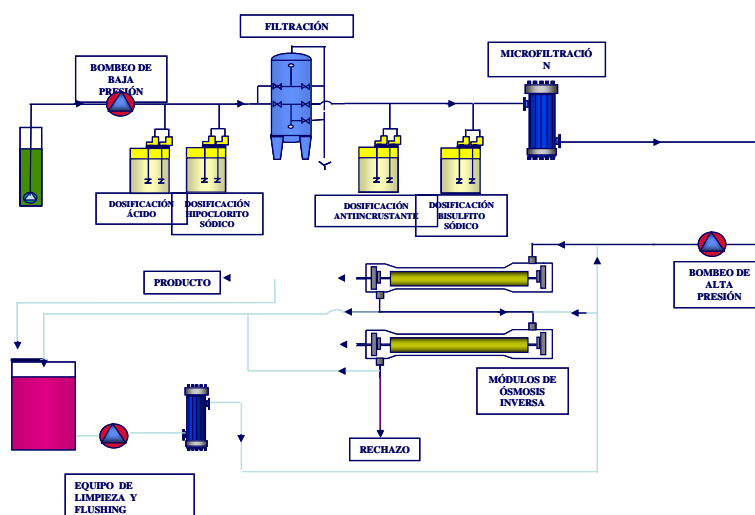 FILTRACIÓN
MICROFILTRACIÓ
N
BOMBEO DE
BAJA
PRESIÓN
DOSIFICACIÓN
ÁCIDO
DOSIFICACIÓN
HIPOCLORITO
SÓDICO
DOSIFICACIÓN
ANTIINCRUSTANTE
DOSIFICACIÓN
BISULFITO
SÓDICO
BOMBEO DE
ALTA
PRESIÓN
PRODUCTO
MÓDULOS DE
ÓSMOSIS
INVERSA
RECHAZO
EQUIPO DE
LIMPIEZA Y
FLUSHING